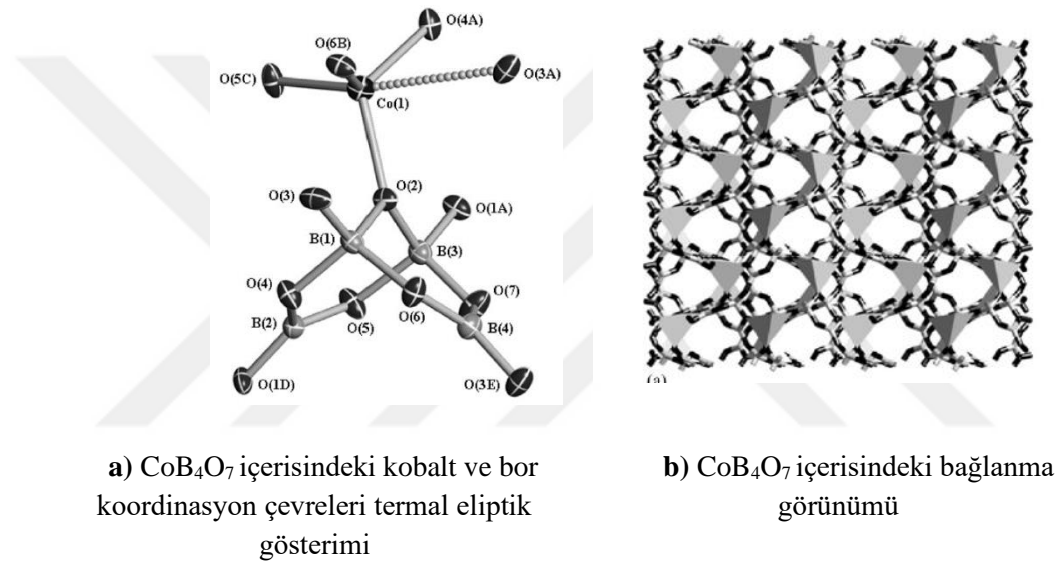 O(4A)
O(6B)
O(5C)
O(3A)
Co(1)
O(3)
O(2)
O(1A)
B(1)
B(3)
O(4)
O(7)
O(5)
O(6)
B(2)
B(4)
O(1D)
O(3E)
(a)
a) CoB₄O₇ içerisindeki kobalt ve bor
koordinasyon çevreleri termal eliptik
gösterimi
b) CoB₄O₇ içerisindeki bağlanma
görünümü